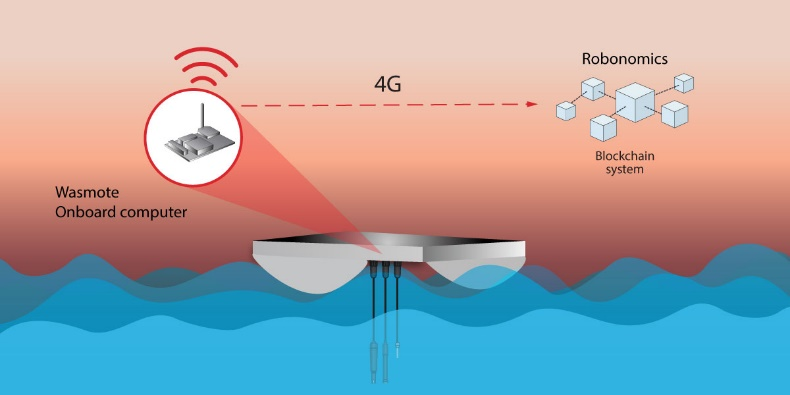 Robonomics
4G
Blockchain
system
Wasmote
Onboard computer